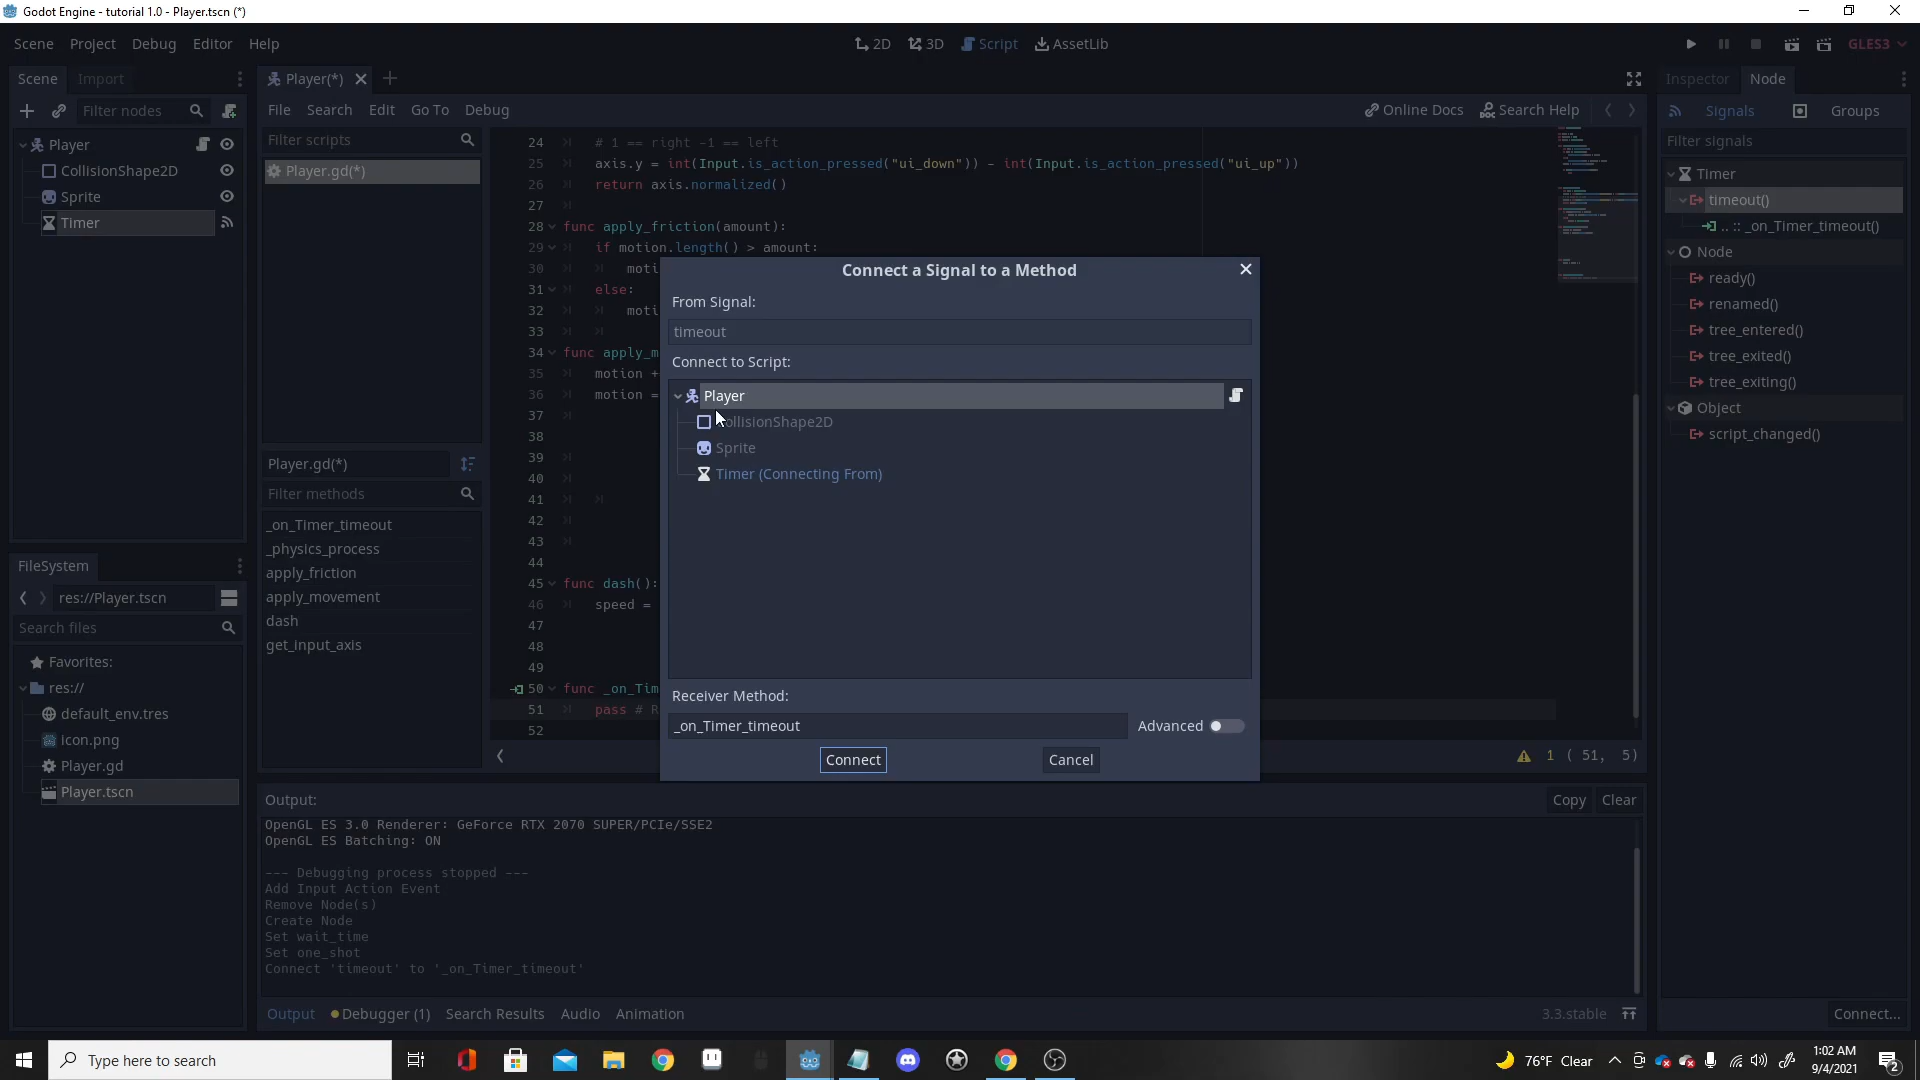 Godot Engine - tutorial 1.0 - Player.tscn (*)
Scene Project Debug Editor Help
2D 3D Script AssetLib
GLES3
Scene Import
Filter nodes
Player
CollisionShape2D
Sprite
Timer
FileSystem
res://Player.tscn
Search files
Favorites:
res://
default_env.tres
icon.png
Player.gd
Player.tscn
Player(*)
File Search Edit Go To Debug
Online Docs Search Help
Filter scripts
Player.gd(*)
Player.gd(*)
Filter methods
_on_Timer_timeout
_physics_process
apply_friction
apply_movement
dash
get_input_axis
24 # 1 == right -1 == left
25 axis.y = int(Input.is_action_pressed("ui_down")) - int(Input.is_action_pressed("ui_up"))
26 return axis.normalized()
27
28 func apply_friction(amount):
29 if motion.length() > amount:
30 moti
31 else:
32 moti
33
34 func apply_m
35 motion +
36 motion =
37
38
39
40
41
42
43
44
45 func dash():
46 speed =
47
48
49
50 func _on_Tim
51 pass # R
52
1 ( 51, 5)
Connect a Signal to a Method
From Signal:
timeout
Connect to Script:
Player
ollisionShape2D
Sprite
Timer (Connecting From)
Receiver Method:
_on_Timer_timeout
Advanced
Connect Cancel
Output:
Copy Clear
OpenGL ES 3.0 Renderer: GeForce RTX 2070 SUPER/PCIe/SSE2
OpenGL ES Batching: ON
--- Debugging process stopped ---
Add Input Action Event
Remove Node(s)
Create Node
Set wait_time
Set one_shot
Connect 'timeout' to '_on_Timer_timeout'
Output Debugger (1) Search Results Audio Animation
3.3.stable
Inspector Node
Signals Groups
Filter signals
Timer
timeout()
.. :: _on_Timer_timeout()
Node
ready()
renamed()
tree_entered()
tree_exited()
tree_exiting()
Object
script_changed()
Connect...
Type here to search
76°F Clear
1:02 AM
9/4/2021
2